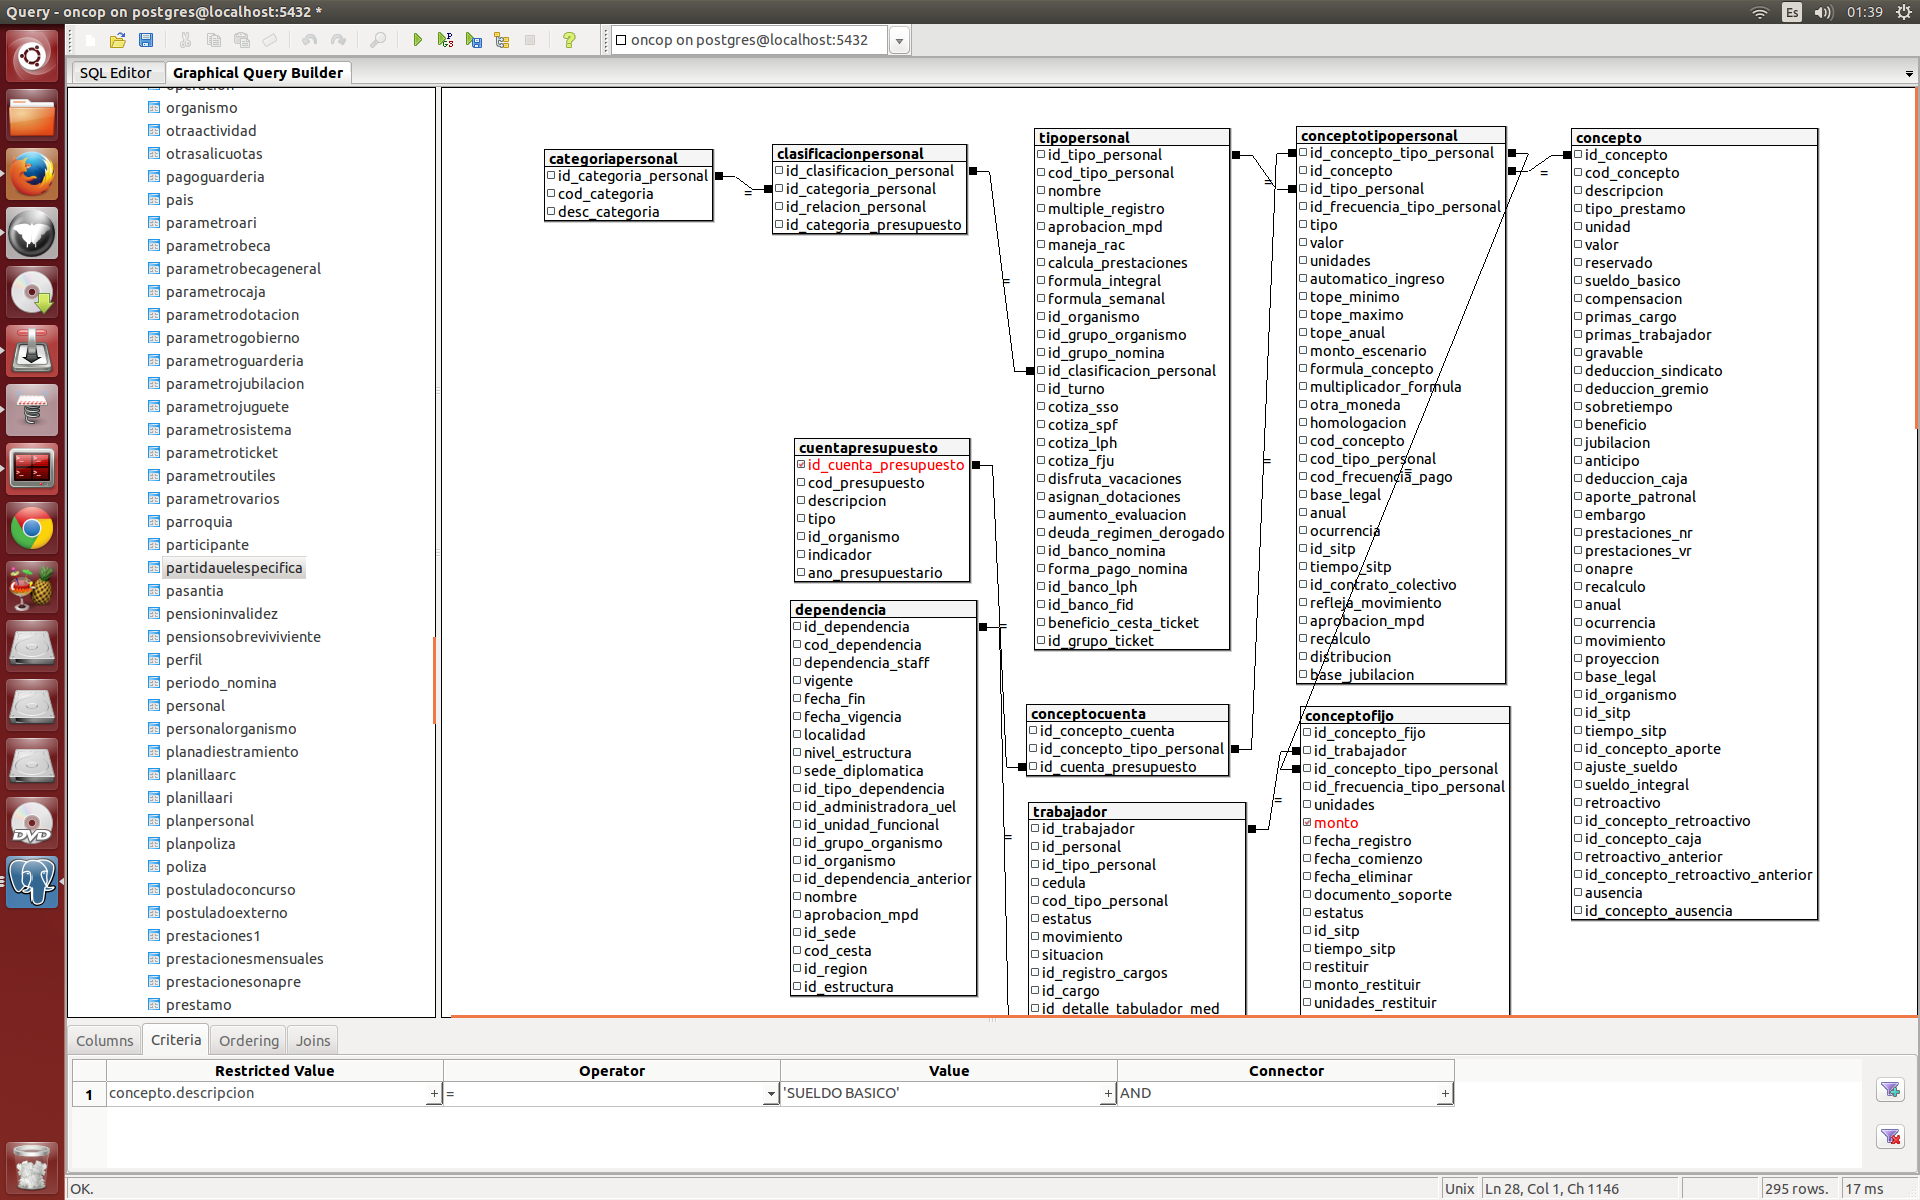 Query - oncop on postgres@localhost:5432 *
Es
01:39
oncop on postgres@localhost:5432
SQL Editor
Graphical Query Builder
operacion
organismo
otraactividad
otrasalicuotas
pagoguarderia
pais
parametroari
parametrobeca
parametrobecageneral
parametrocaja
parametrodotacion
parametrogobierno
parametroguarderia
parametrojubilacion
parametrojuguete
parametrosistema
parametroticket
parametroutiles
parametrovarios
parroquia
participante
partidauelespecifica
pasantia
pensioninvalidez
pensionsobreviviente
perfil
periodo_nomina
personal
personalorganismo
planadiestramiento
planillaarc
planillaari
planpersonal
planpoliza
poliza
postuladoconcurso
postuladoexterno
prestaciones1
prestacionesmensuales
prestacionesonapre
prestamo
categoriapersonal
id_categoria_personal
cod_categoria
desc_categoria
=
clasificacionpersonal
id_clasificacion_personal
id_categoria_personal
id_relacion_personal
id_categoria_presupuesto
=
cuentapresupuesto
id_cuenta_presupuesto
cod_presupuesto
descripcion
tipo
id_organismo
indicador
ano_presupuestario
dependencia
id_dependencia
cod_dependencia
dependencia_staff
vigente
fecha_fin
fecha_vigencia
localidad
nivel_estructura
sede_diplomatica
id_tipo_dependencia
id_administradora_uel
id_unidad_funcional
id_grupo_organismo
id_organismo
id_dependencia_anterior
nombre
aprobacion_mpd
id_sede
cod_cesta
id_region
id_estructura
=
=
tipopersonal
id_tipo_personal
cod_tipo_personal
nombre
multiple_registro
aprobacion_mpd
maneja_rac
calcula_prestaciones
formula_integral
formula_semanal
id_organismo
id_grupo_organismo
id_grupo_nomina
id_clasificacion_personal
id_turno
cotiza_sso
cotiza_spf
cotiza_lph
cotiza_fju
disfruta_vacaciones
asignan_dotaciones
aumento_evaluacion
deuda_regimen_derogado
id_banco_nomina
forma_pago_nomina
id_banco_lph
id_banco_fid
beneficio_cesta_ticket
id_grupo_ticket
conceptocuenta
id_concepto_cuenta
id_concepto_tipo_personal
id_cuenta_presupuesto
trabajador
id_trabajador
id_personal
id_tipo_personal
cedula
cod_tipo_personal
estatus
movimiento
situacion
id_registro_cargos
id_cargo
id_detalle_tabulador_med
=
=
=
conceptotipopersonal
id_concepto_tipo_personal
id_concepto
id_tipo_personal
id_frecuencia_tipo_personal
tipo
valor
unidades
automatico_ingreso
tope_minimo
tope_maximo
tope_anual
monto_escenario
formula_concepto
multiplicador_formula
otra_moneda
homologacion
cod_concepto
cod_tipo_personal
cod_frecuencia_pago
base_legal
anual
ocurrencia
id_sitp
tiempo_sitp
id_contrato_colectivo
refleja_movimiento
aprobacion_mpd
recalculo
distribucion
base_jubilacion
=
conceptofijo
id_concepto_fijo
id_trabajador
id_concepto_tipo_personal
id_frecuencia_tipo_personal
unidades
monto
fecha_registro
fecha_comienzo
fecha_eliminar
documento_soporte
estatus
id_sitp
tiempo_sitp
restituir
monto_restituir
unidades_restituir
=
concepto
id_concepto
cod_concepto
descripcion
tipo_prestamo
unidad
valor
reservado
sueldo_basico
compensacion
primas_cargo
primas_trabajador
gravable
deduccion_sindicato
deduccion_gremio
sobretiempo
beneficio
jubilacion
anticipo
deduccion_caja
aporte_patronal
embargo
prestaciones_nr
prestaciones_vr
onapre
recalculo
anual
ocurrencia
movimiento
proyeccion
base_legal
id_organismo
id_sitp
tiempo_sitp
id_concepto_aporte
ajuste_sueldo
sueldo_integral
retroactivo
id_concepto_retroactivo
id_concepto_caja
retroactivo_anterior
id_concepto_retroactivo_anterior
ausencia
id_concepto_ausencia
Columns
Criteria
Ordering
Joins
Restricted Value
Operator
Value
Connector
1
concepto.descripcion
+
=
'SUELDO BASICO'
+
AND
+
OK.
Unix
Ln 28, Col 1, Ch 1146
295 rows.
17 ms
DVD